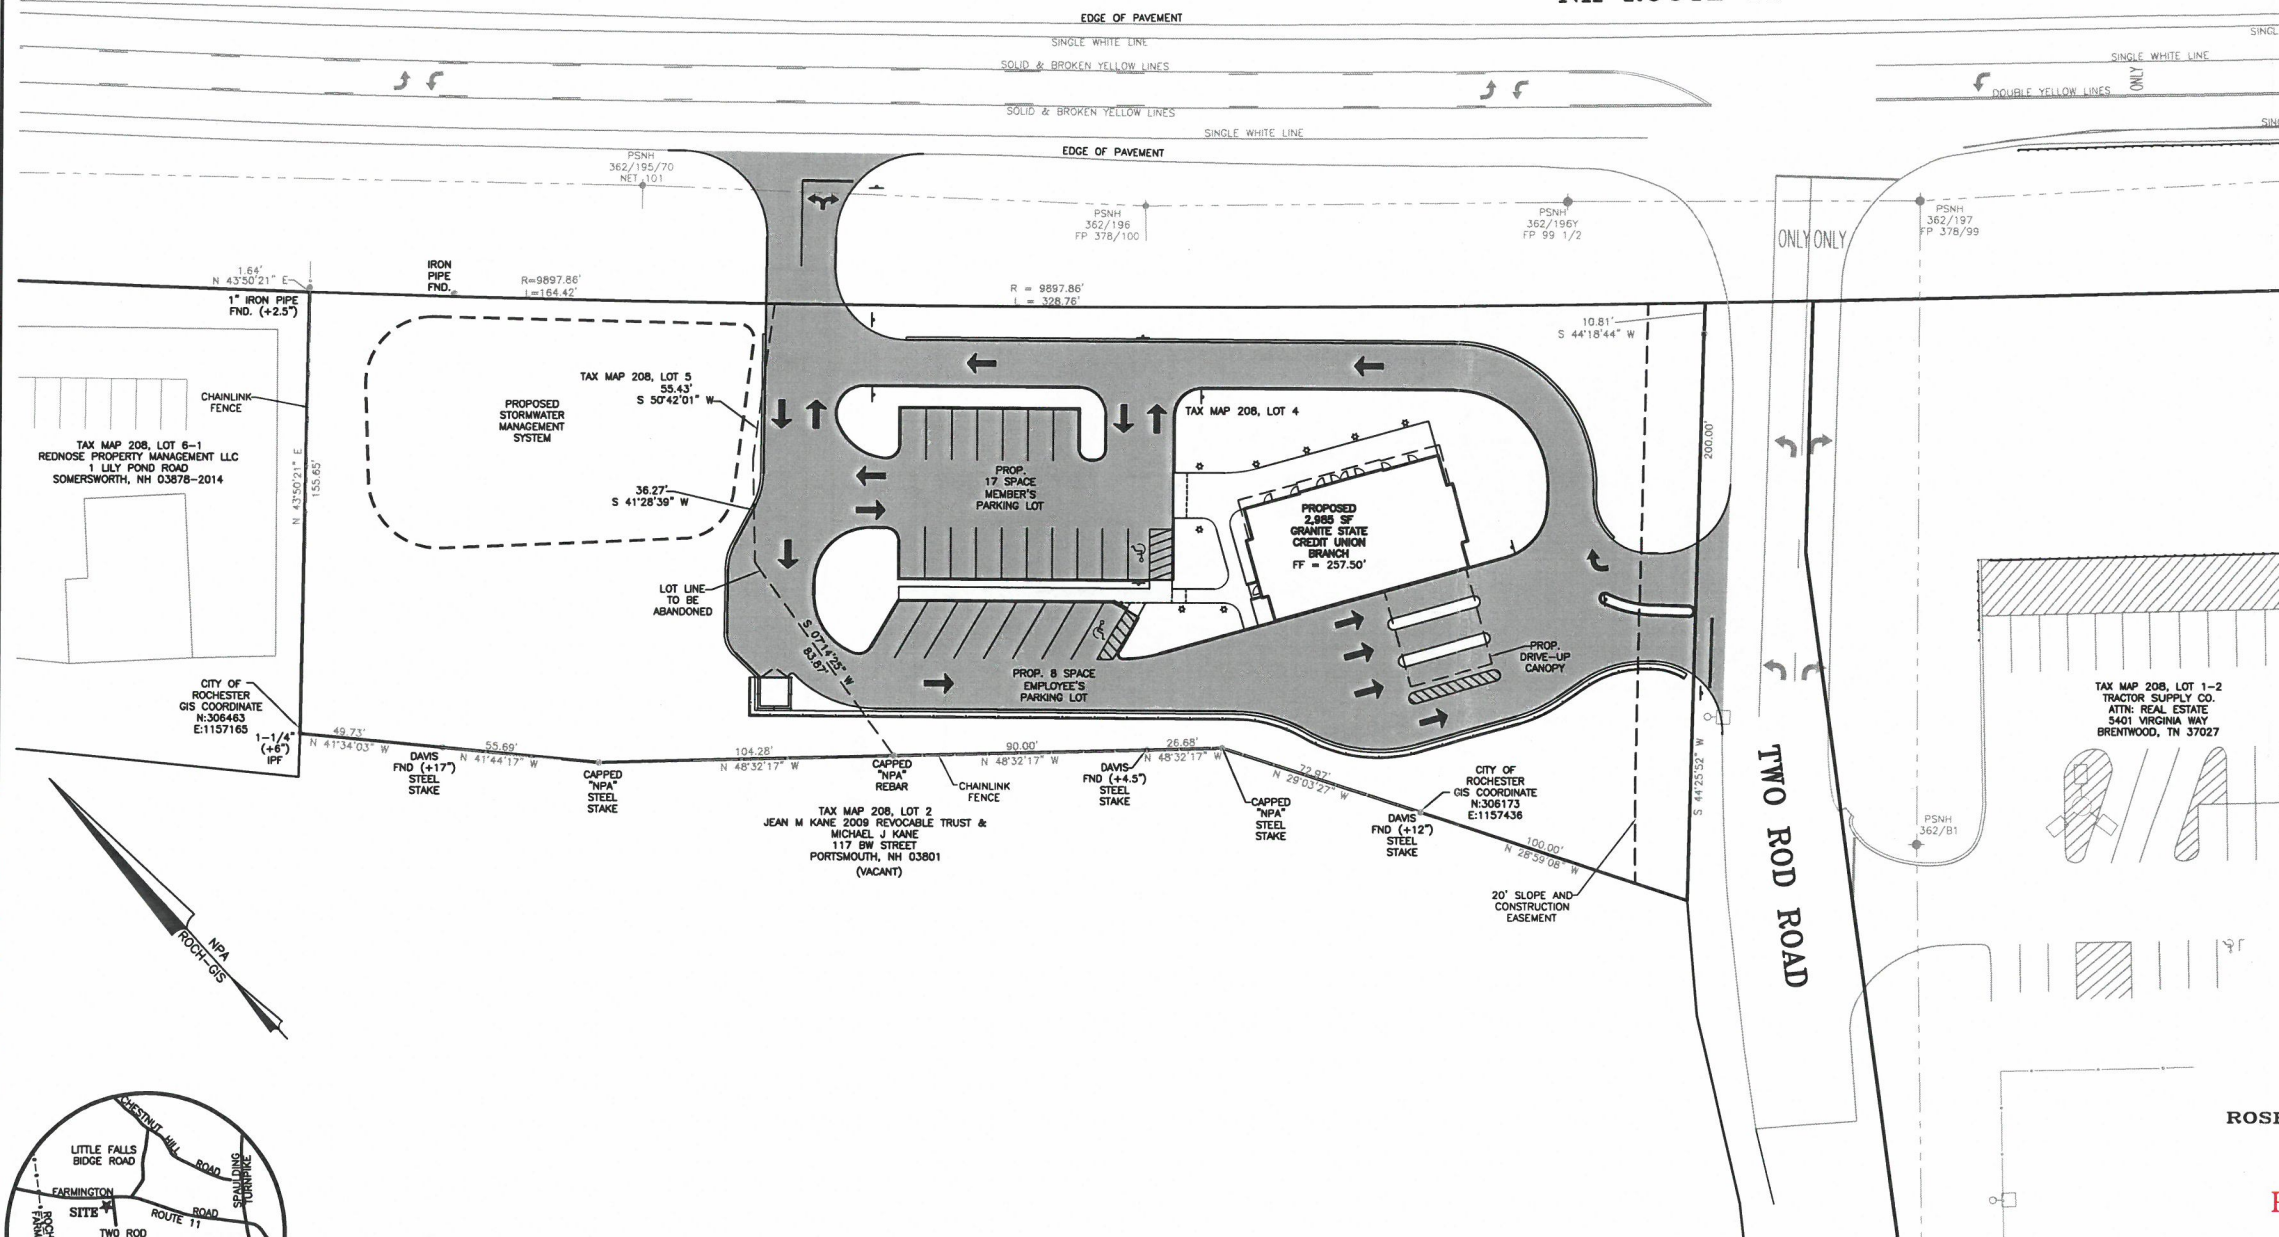 EDGE OF PAVEMENT
SINGLE WHITE LINE
SOLID & BROKEN YELLOW LINES
SOLID & BROKEN YELLOW LINES
SINGLE WHITE LINE
EDGE OF PAVEMENT
SINGLE WHITE LINE
ONLY
DOUBLE YELLOW LINES
PSNH
362/195/70
NET 101
PSNH
362/196
FP 378/100
PSNH
362/196Y
FP 99 1/2
ONLY ONLY
PSNH
362/197
FP 378/99
1.64'
N 43°50'21" E
1" IRON PIPE
FND. (+2.5")
IRON
PIPE
FND.
R=9897.86'
L=164.42'
R = 9897.86'
L = 328.76'
10.81'
S 44°18'44" W
CHAINLINK
FENCE
TAX MAP 208, LOT 6-1
REDNOSE PROPERTY MANAGEMENT LLC
1 LILY POND ROAD
SOMERSWORTH, NH 03878-2014
N 43°50'21" E
155.65'
PROPOSED
STORMWATER
MANAGEMENT
SYSTEM
TAX MAP 208, LOT 5
55.43'
S 50°42'01" W
36.27'
S 41°28'39" W
LOT LINE
TO BE
ABANDONED
S 07°14'25" W
83.87'
PROP.
17 SPACE
MEMBER'S
PARKING LOT
TAX MAP 208, LOT 4
PROPOSED
2,985 SF
GRANITE STATE
CREDIT UNION
BRANCH
FF = 257.50'
200.00'
PROP. 8 SPACE
EMPLOYEE'S
PARKING LOT
PROP.
DRIVE-UP
CANOPY
TAX MAP 208, LOT 1-2
TRACTOR SUPPLY CO.
ATTN: REAL ESTATE
5401 VIRGINIA WAY
BRENTWOOD, TN 37027
CITY OF
ROCHESTER
GIS COORDINATE
N:306463
E:1157165
1-1/4"
(+6")
IPF
49.73'
N 41°34'03" W
DAVIS
FND (+17")
STEEL
STAKE
55.69'
N 41°44'17" W
CAPPED
"NPA"
STEEL
STAKE
104.28'
N 48°32'17" W
CAPPED
"NPA"
REBAR
90.00'
N 48°32'17" W
CHAINLINK
FENCE
DAVIS
FND (+4.5")
STEEL
STAKE
26.68'
N 48°32'17" W
72.97'
N 29°03'27" W
CAPPED
"NPA"
STEEL
STAKE
CITY OF
ROCHESTER
GIS COORDINATE
N:306173
E:1157436
DAVIS
FND (+12")
STEEL
STAKE
100.00'
N 28°59'08" W
S 44°25'52" W
20' SLOPE AND
CONSTRUCTION
EASEMENT
TAX MAP 208, LOT 2
JEAN M KANE 2009 REVOCABLE TRUST &
MICHAEL J KANE
117 BW STREET
PORTSMOUTH, NH 03801
(VACANT)
TWO ROD ROAD
PSNH
362/B1
NPA
ROCH-GIS
CHESTNUT HILL ROAD
LITTLE FALLS
BIDGE ROAD
SPAULDING
TURNPIKE
FARMINGTON
ROAD
SITE
ROUTE 11
TWO ROD